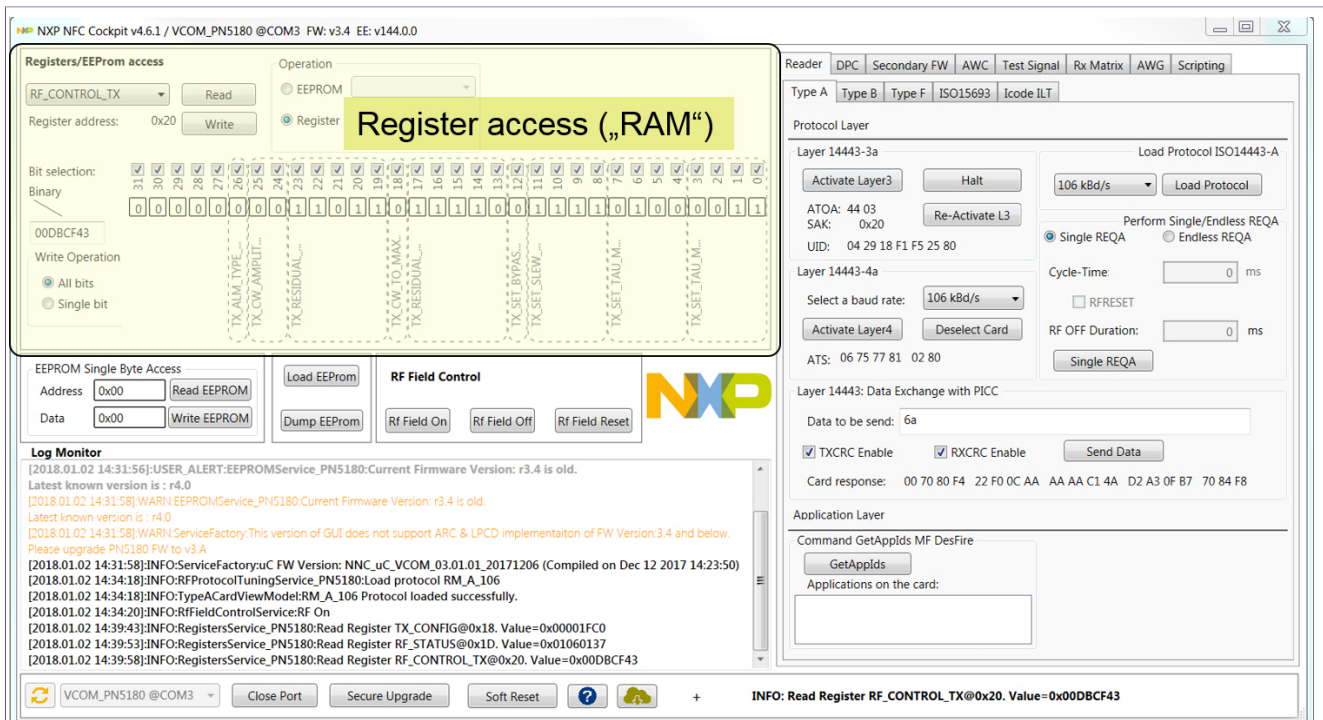 NXP NFC Cockpit v4.6.1 / VCOM_PN5180 @COM3 FW: v3.4 EE: v144.0.0
Registers/EEProm access
RF_CONTROL_TX
Read
Register address: 0x20
Write
Operation
EEPROM
Register
Register access („RAM“)
Bit selection:
31 30 29 28 27 26 25 24 23 22 21 20 19 18 17 16 15 14 13 12 11 10 9 8 7 6 5 4 3 2 1 0
Binary
0 0 0 0 0 0 0 0 1 1 0 1 1 0 1 1 1 1 0 0 1 1 1 1 0 1 0 0 0 0 1 1
00DBCF43
Write Operation
All bits
Single bit
TX_ALM_TYPE_...
TX_CW_AMPLIT...
TX_RESIDUAL_...
TX_CW_TO_MAX...
TX_RESIDUAL_...
TX_SET_BYPAS...
TX_SET_SLEW_...
TX_SET_TAU_M...
TX_SET_TAU_M...
EEPROM Single Byte Access
Address 0x00 Read EEPROM
Data 0x00 Write EEPROM
Load EEProm
Dump EEProm
RF Field Control
Rf Field On
Rf Field Off
Rf Field Reset
NXP
Log Monitor
[2018.01.02 14:31:56]:USER_ALERT:EEPROMService_PN5180:Current Firmware Version: r3.4 is old.
Latest known version is : r4.0
[2018.01.02 14:31:58]:WARN:EEPROMService_PN5180:Current Firmware Version: r3.4 is old.
Latest known version is : r4.0
[2018.01.02 14:31:58]:WARN:ServiceFactory:This version of GUI does not support ARC & LPCD implementaiton of FW Version:3.4 and below.
Please upgrade PN5180 FW to v3.A
[2018.01.02 14:31:58]:INFO:ServiceFactory:uC FW Version: NNC_uC_VCOM_03.01.01_20171206 (Compiled on Dec 12 2017 14:23:50)
[2018.01.02 14:34:18]:INFO:RFProtocolTuningService_PN5180:Load protocol RM_A_106
[2018.01.02 14:34:18]:INFO:TypeACardViewModel:RM_A_106 Protocol loaded successfully.
[2018.01.02 14:34:20]:INFO:RfFieldControlService:RF On
[2018.01.02 14:39:43]:INFO:RegistersService_PN5180:Read Register TX_CONFIG@0x18. Value=0x00001FC0
[2018.01.02 14:39:53]:INFO:RegistersService_PN5180:Read Register RF_STATUS@0x1D. Value=0x01060137
[2018.01.02 14:39:58]:INFO:RegistersService_PN5180:Read Register RF_CONTROL_TX@0x20. Value=0x00DBCF43
Reader DPC Secondary FW AWC Test Signal Rx Matrix AWG Scripting
Type A Type B Type F ISO15693 Icode ILT
Protocol Layer
Layer 14443-3a
Activate Layer3
Halt
ATOA: 44 03
SAK: 0x20
Re-Activate L3
UID: 04 29 18 F1 F5 25 80
Load Protocol ISO14443-A
106 kBd/s
Load Protocol
Perform Single/Endless REQA
Single REQA
Endless REQA
Cycle-Time: 0 ms
RFRESET
RF OFF Duration: 0 ms
Single REQA
Layer 14443-4a
Select a baud rate: 106 kBd/s
Activate Layer4
Deselect Card
ATS: 06 75 77 81 02 80
Layer 14443: Data Exchange with PICC
Data to be send: 6a
TXCRC Enable
RXCRC Enable
Send Data
Card response: 00 70 80 F4 22 F0 0C AA AA AA C1 4A D2 A3 0F B7 70 84 F8
Application Layer
Command GetAppIds MF DesFire
GetAppIds
Applications on the card:
VCOM_PN5180 @COM3
Close Port
Secure Upgrade
Soft Reset
?
+
INFO: Read Register RF_CONTROL_TX@0x20. Value=0x00DBCF43